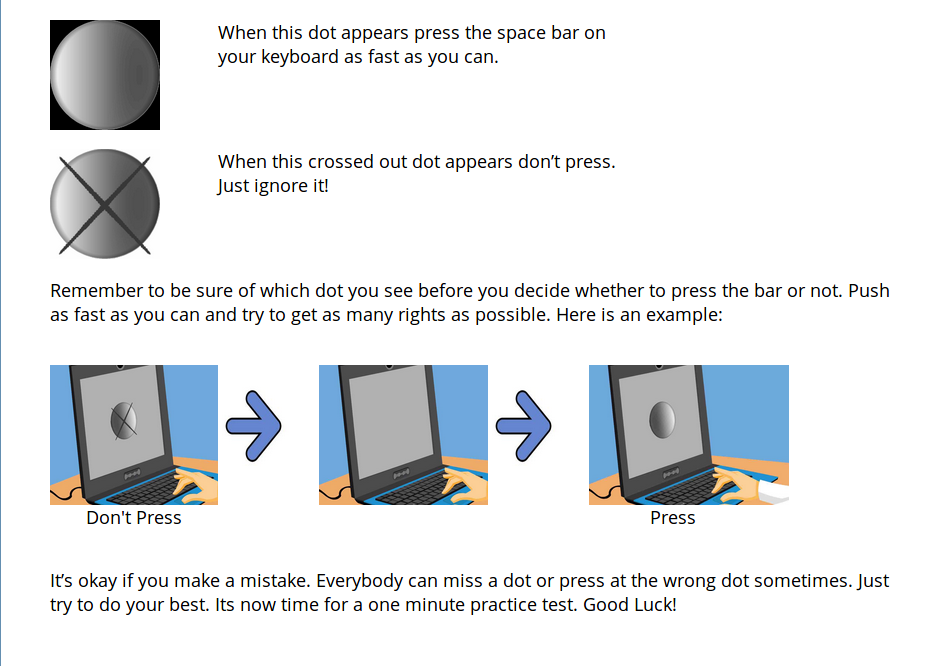 When this dot appears press the space bar on
your keyboard as fast as you can.
When this crossed out dot appears don’t press.
Just ignore it!
Remember to be sure of which dot you see before you decide whether to press the bar or not. Push
as fast as you can and try to get as many rights as possible. Here is an example:
Don't Press
Press
It’s okay if you make a mistake. Everybody can miss a dot or press at the wrong dot sometimes. Just
try to do your best. Its now time for a one minute practice test. Good Luck!